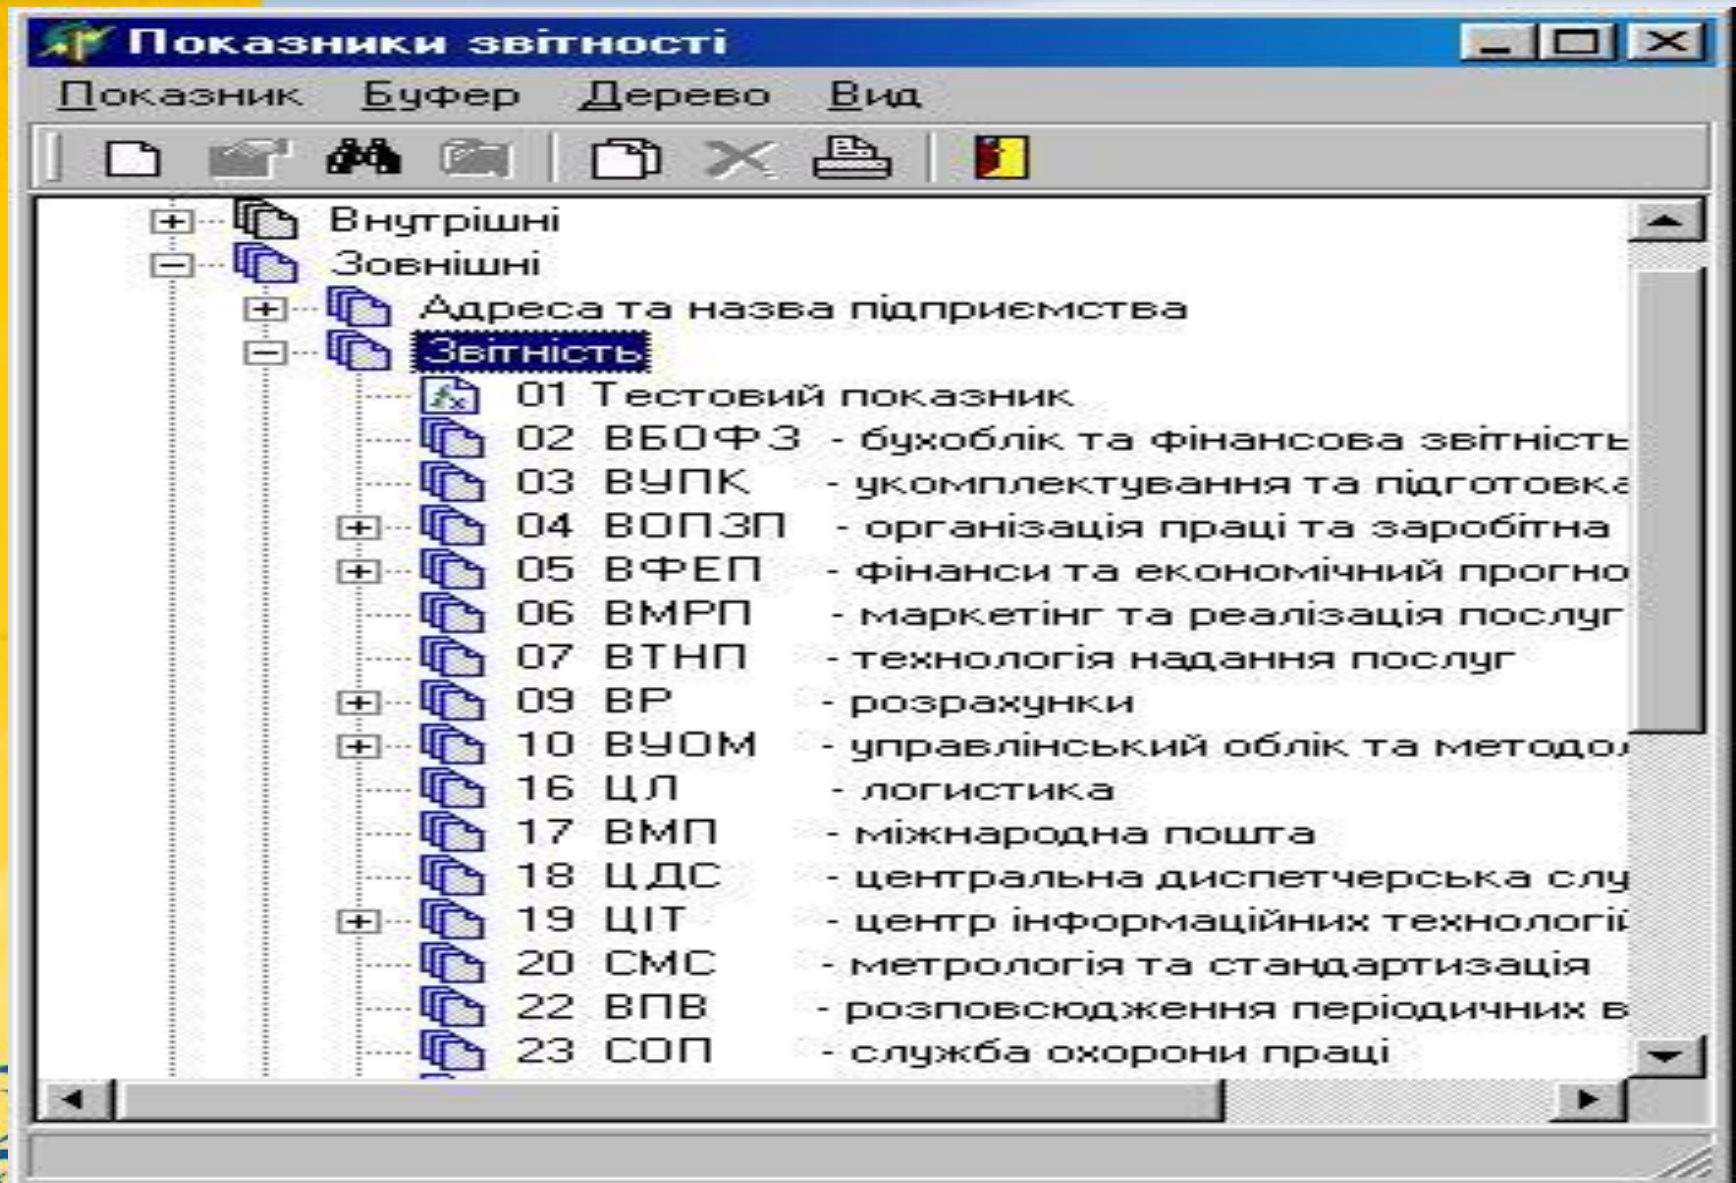 Показники звітності
Показник Буфер Дерево Вид
Внутрішні
Зовнішні
Адреса та назва підприємства
Звітність
01 Тестовий показник
02 ВБОФЗ - бухоблік та фінансова звітність
03 ВУПК - укомплектування та підготовка
04 ВОПЗП - організація праці та заробітна
05 ВФЕП - фінанси та економічний прогно
06 ВМРП - маркетінг та реалізація послуг
07 ВТНП - технологія надання послуг
09 ВР - розрахунки
10 ВУОМ - управлінський облік та методол
16 ЦЛ - логистика
17 ВМП - міжнародна пошта
18 ЦДС - центральна диспетчерська слу
19 ЦІТ - центр інформаційних технологій
20 СМС - метрологія та стандартизація
22 ВПВ - розповсюдження періодичних в
23 СОП - служба охорони праці